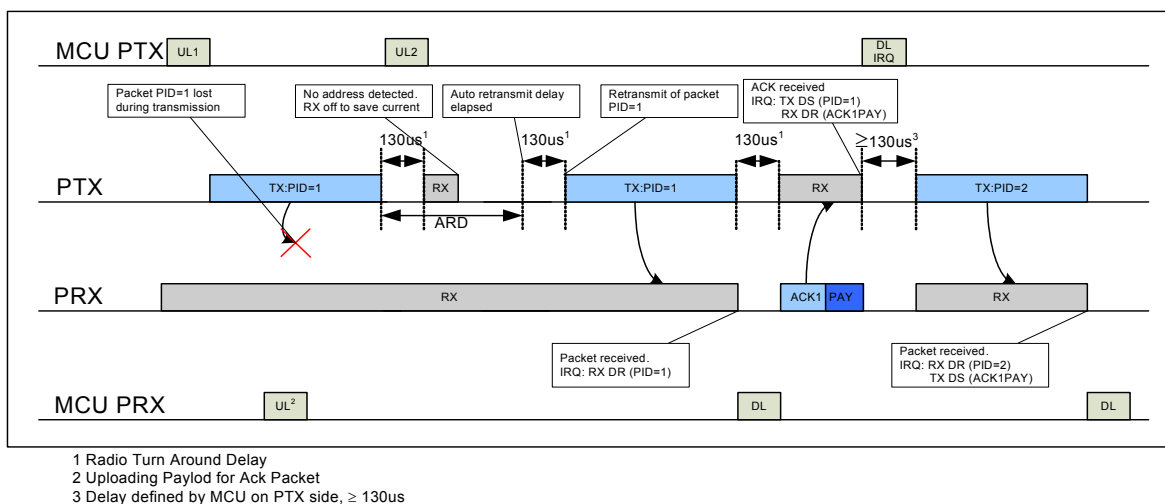 MCU PTX
UL1
UL2
DL
IRQ
Packet PID=1 lost
during transmission
No address detected.
RX off to save current
Auto retransmit delay
elapsed
Retransmit of packet
PID=1
ACK received
IRQ: TX DS (PID=1)
RX DR (ACK1PAY)
130us1
130us1
130us1
≥130us3
PTX
TX:PID=1
RX
TX:PID=1
RX
TX:PID=2
ARD
PRX
RX
ACK1
PAY
RX
Packet received.
IRQ: RX DR (PID=1)
Packet received.
IRQ: RX DR (PID=2)
TX DS (ACK1PAY)
MCU PRX
UL2
DL
DL
1 Radio Turn Around Delay
2 Uploading Paylod for Ack Packet
3 Delay defined by MCU on PTX side, ≥ 130us